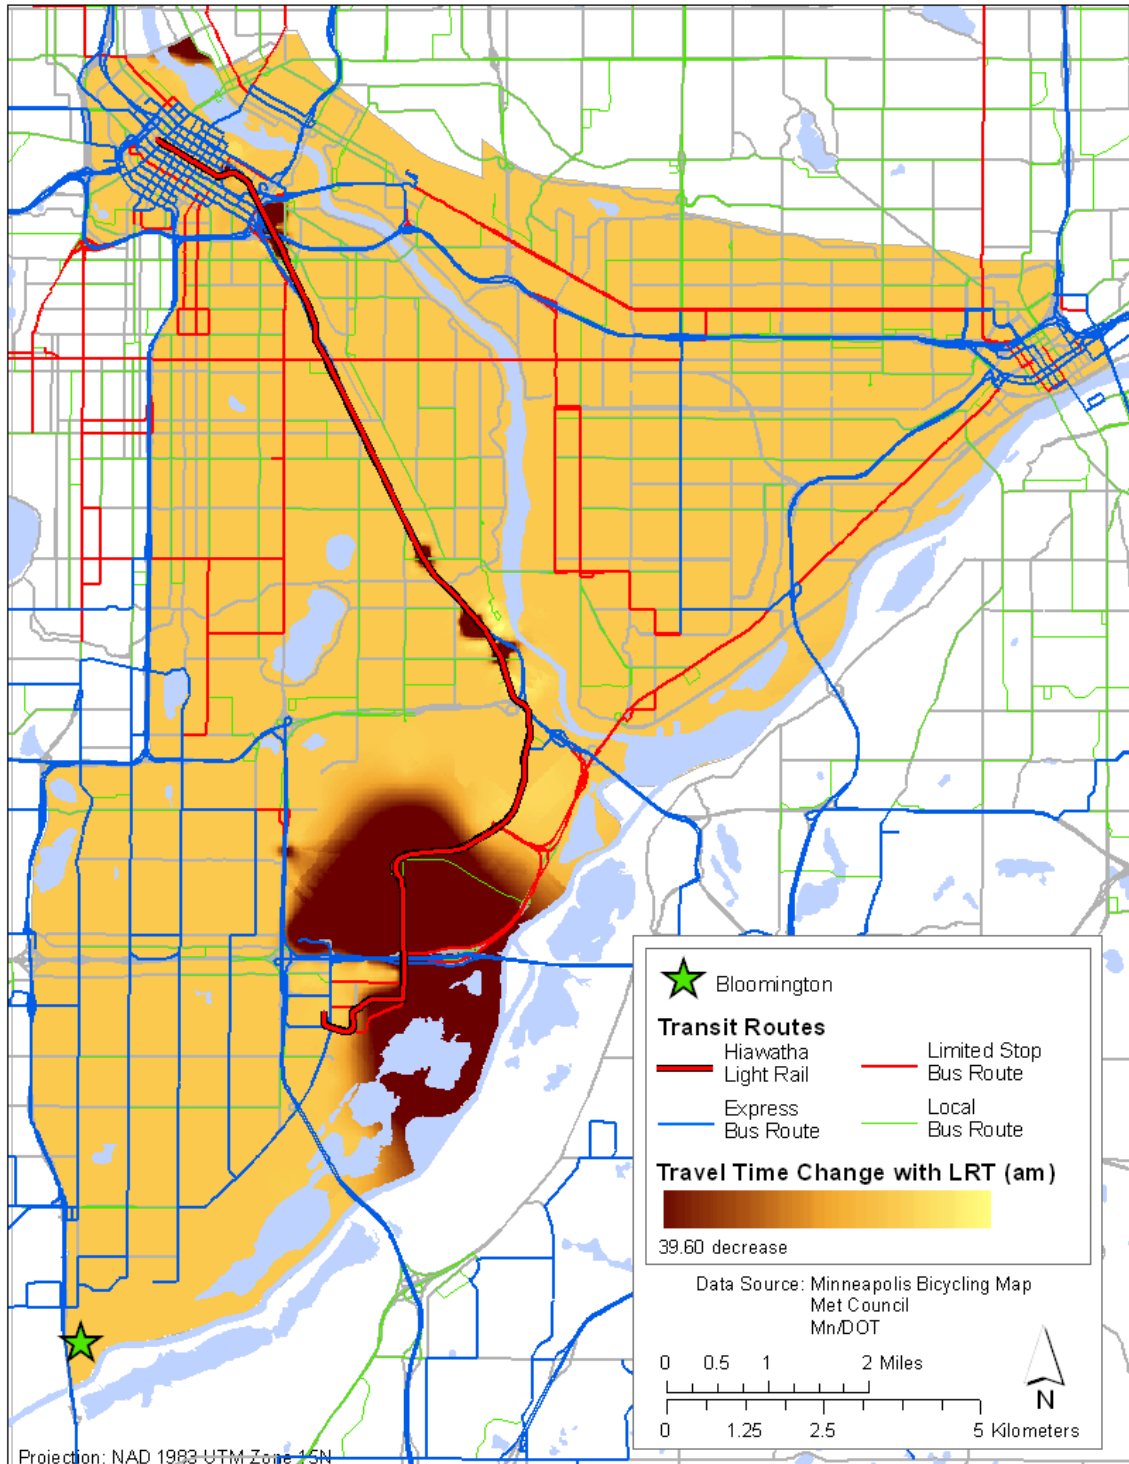 Bloomington
Transit Routes
Hiawatha
Light Rail
Limited Stop
Bus Route
Express
Bus Route
Local
Bus Route
Travel Time Change with LRT (am)
39.60 decrease
Data Source: Minneapolis Bicycling Map
Met Council
Mn/DOT
0 0.5 1 2 Miles
0 1.25 2.5 5 Kilometers
N
Projection: NAD 1983 UTM Zone 15N